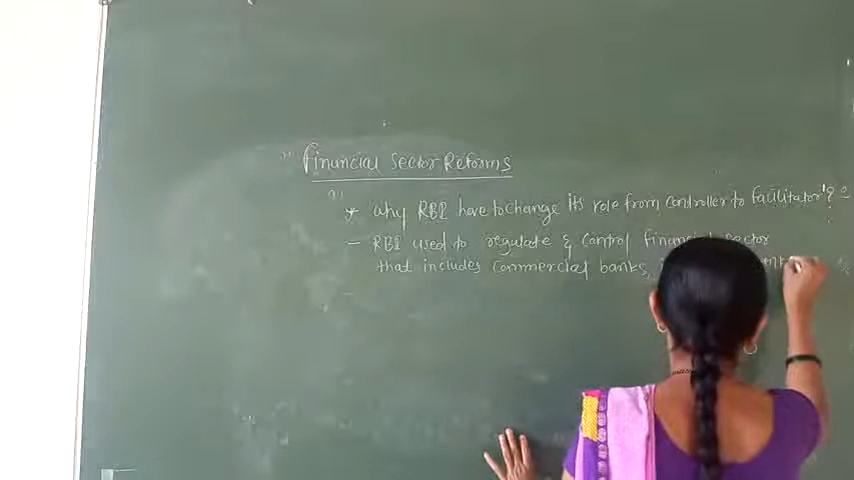 Financial Sector Reforms
* Why RBI have to change its role from controller to facilitator?
- RBI used to regulate & control financial sector
that includes Commercial banks,